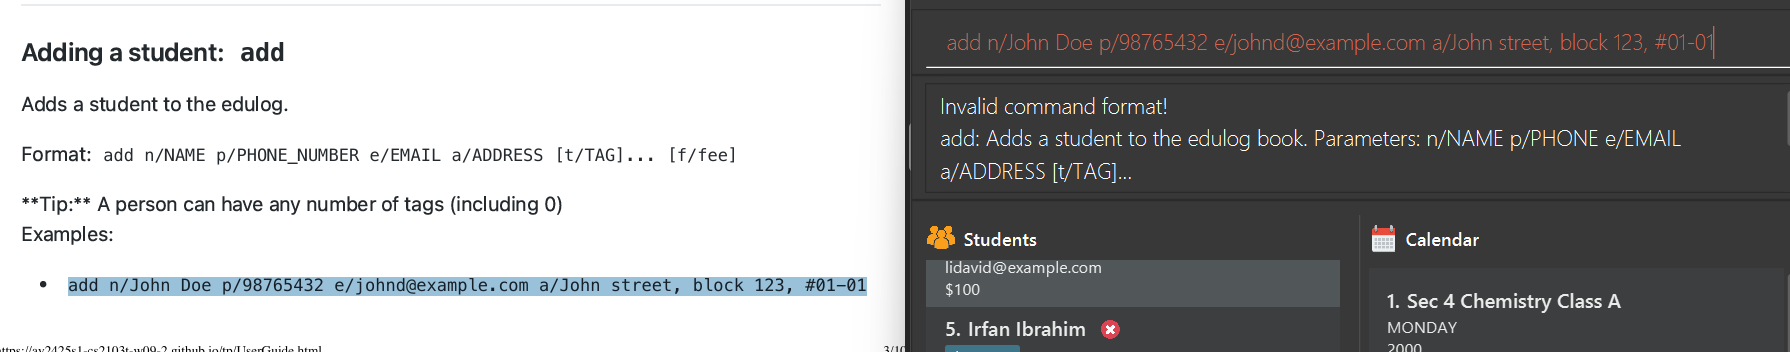 Adding a student: add
Adds a student to the edulog.
Format: add n/NAME p/PHONE_NUMBER e/EMAIL a/ADDRESS [t/TAG]... [f/fee]
**Tip:** A person can have any number of tags (including 0)
Examples:
• add n/John Doe p/98765432 e/johnd@example.com a/John street, block 123, #01-01
https://ay2425s1-cs2103t-w09-2.github.io/tp/UserGuide.html
3/10
add n/John Doe p/98765432 e/johnd@example.com a/John street, block 123, #01-01
Invalid command format!
add: Adds a student to the edulog book. Parameters: n/NAME p/PHONE e/EMAIL
a/ADDRESS [t/TAG]...
Students
lidavid@example.com
$100
5. Irfan Ibrahim
Calendar
1. Sec 4 Chemistry Class A
MONDAY
2000